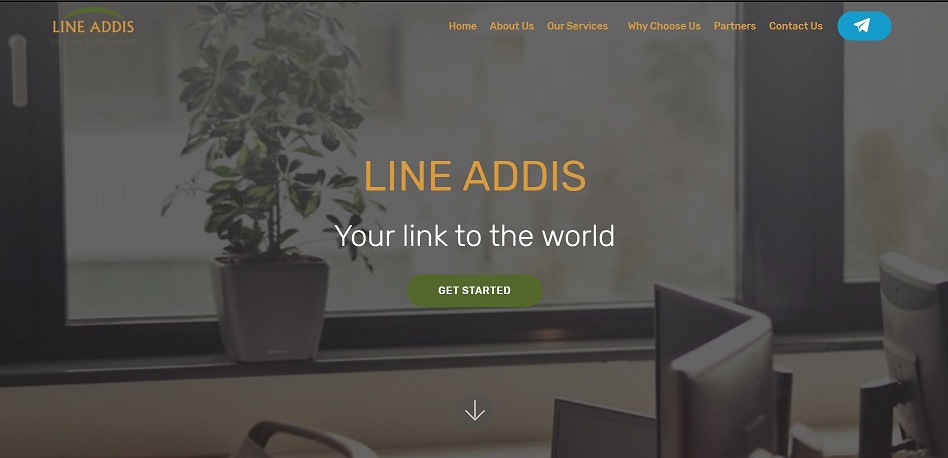 LINE ADDIS
Your link to the world
Home About Us Our Services Why Choose Us Partners Contact Us
LINE ADDIS
Your link to the world
GET STARTED